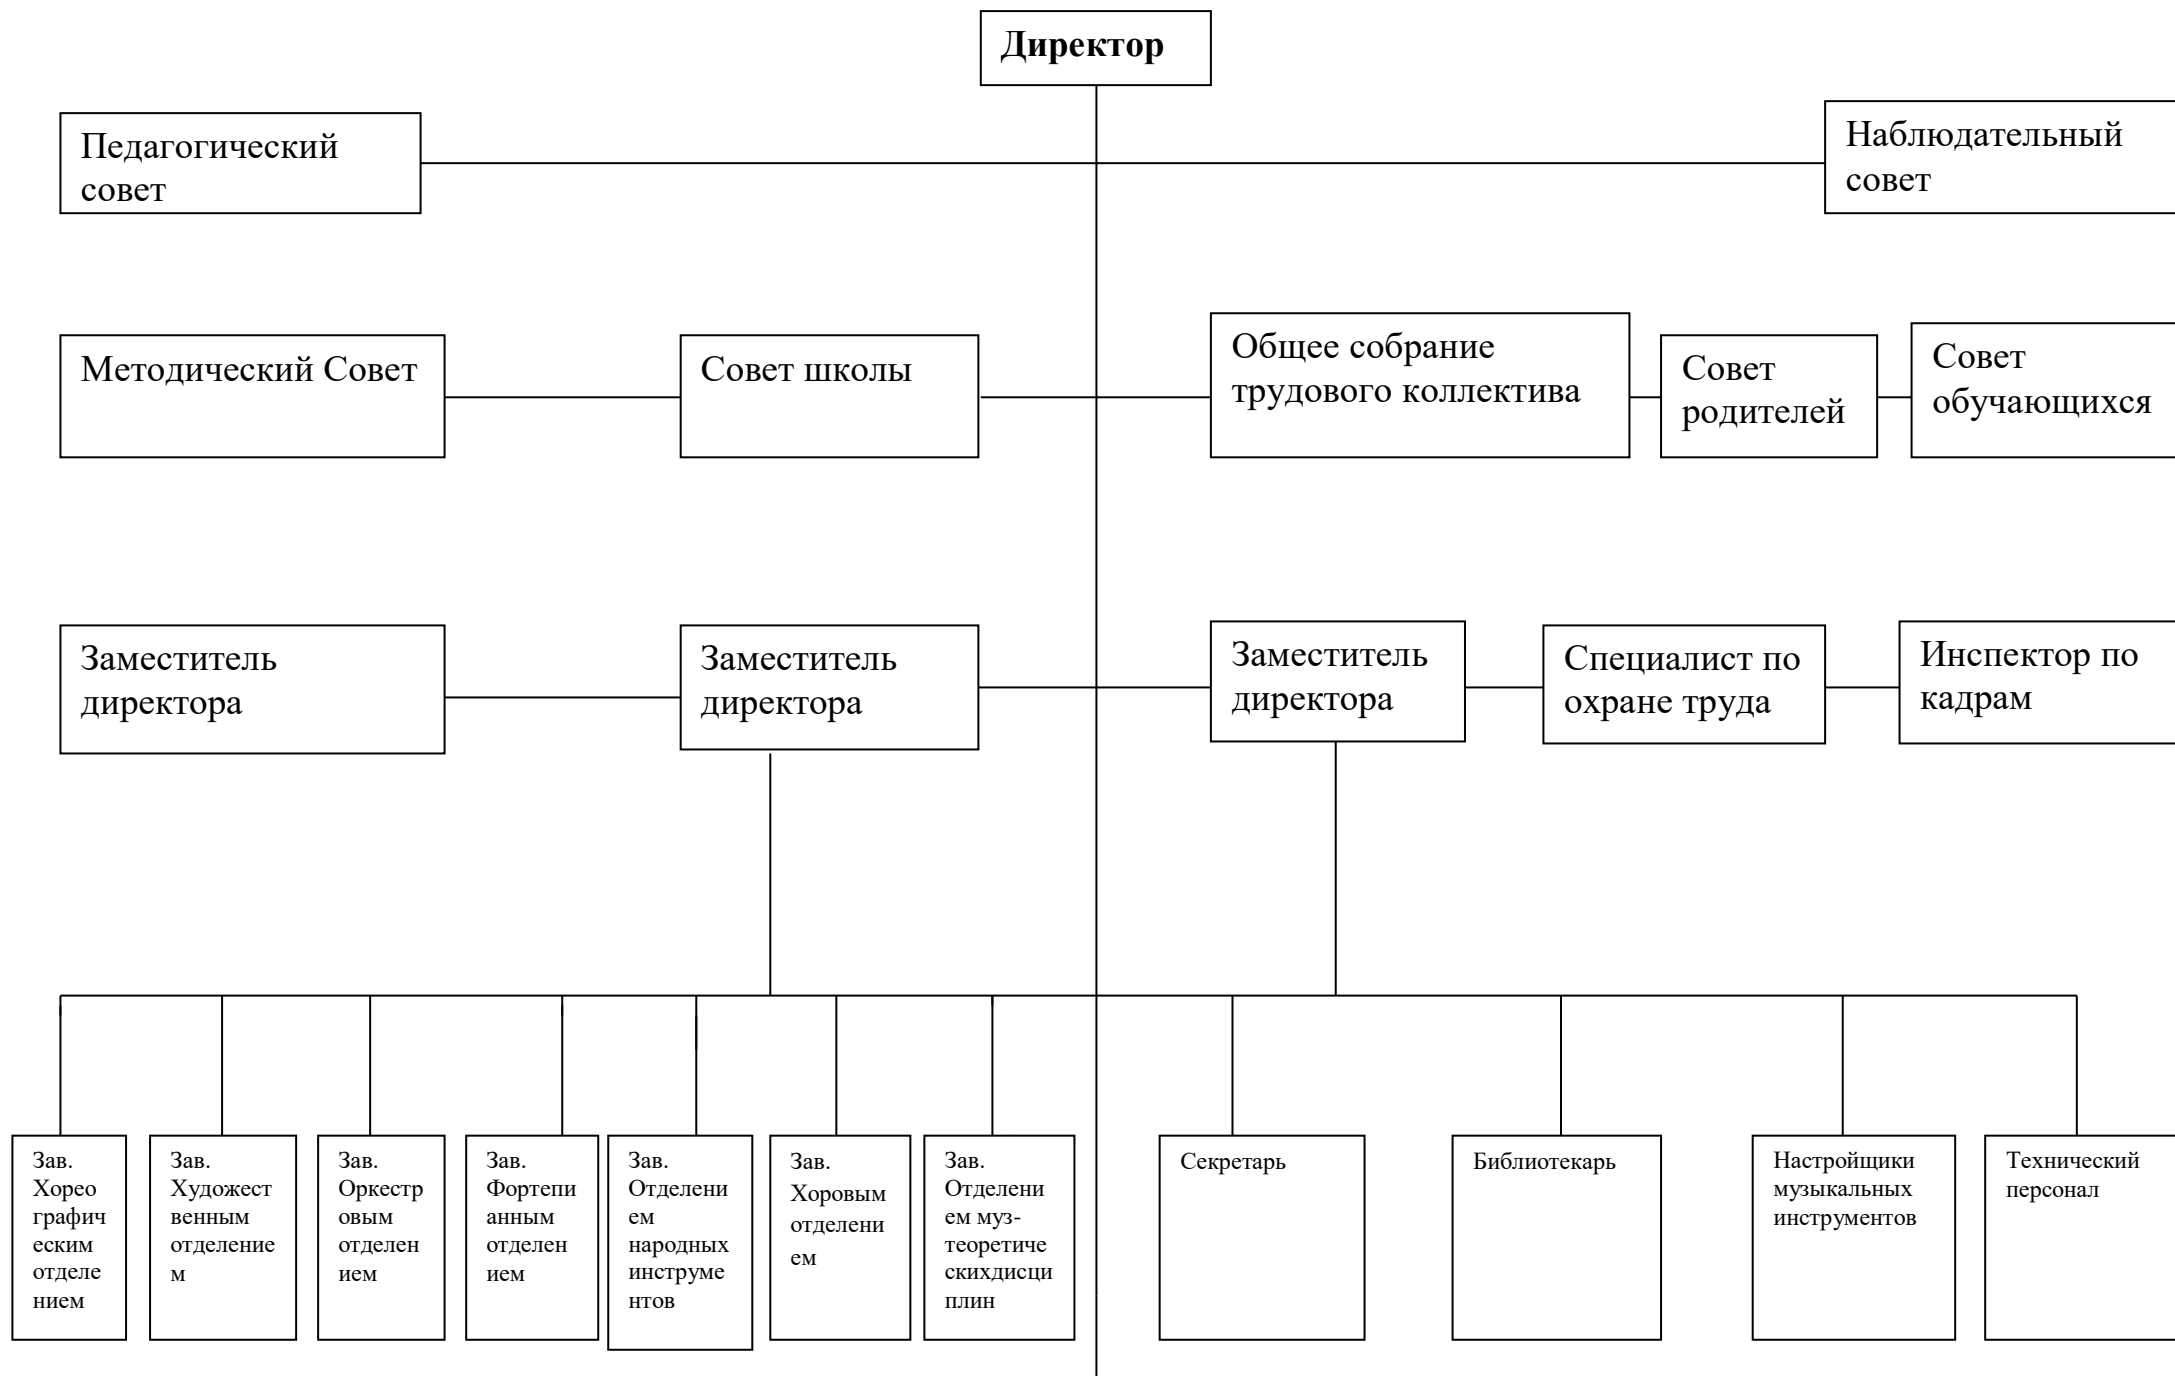 Директор
Педагогический
совет
Наблюдательный
совет
Методический Совет
Совет школы
Общее собрание
трудового коллектива
Совет
родителей
Совет
обучающихся
Заместитель
директора
Заместитель
директора
Заместитель
директора
Специалист по
охране труда
Инспектор по
кадрам
Зав.
Хорео
графич
еским
отделе
нием
Зав.
Художест
венным
отделение
м
Зав.
Оркестр
овым
отделен
ием
Зав.
Фортепи
анным
отделен
ием
Зав.
Отделени
ем
народных
инструме
нтов
Зав.
Хоровым
отделени
ем
Зав.
Отделени
ем муз-
теоретиче
скихдисци
плин
Секретарь
Библиотекарь
Настройщики
музыкальных
инструментов
Технический
персонал